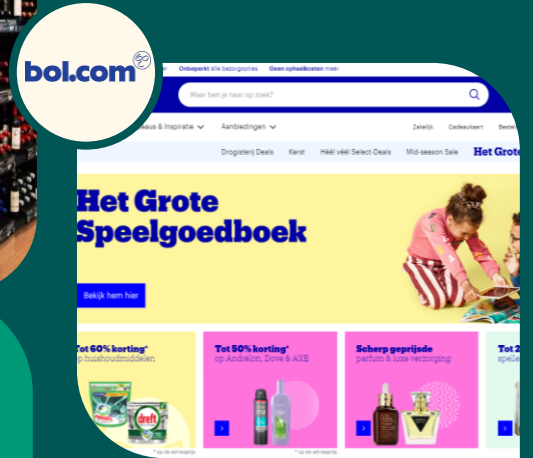 bol.com
Onbeperkt alle bezorgopties Geen ophaalkosten meer
Waar ben je naar op zoek?
& Inspiratie Aanbiedingen Zakelijk Cadeaukaart
Drogisterij Deals Kerst Héél véél Select-Deals Mid-season Sale Het Grote
Het Grote
Speelgoedboek
Bekijk hem hier
Tot 60% korting*
op huishoudmiddelen
Tot 50% korting*
op Andrélon, Dove & AXE
Scherp geprijsde
parfum & luxe verzorging
Tot
dreft
* op de adviesprijs
* op de adviesprijs